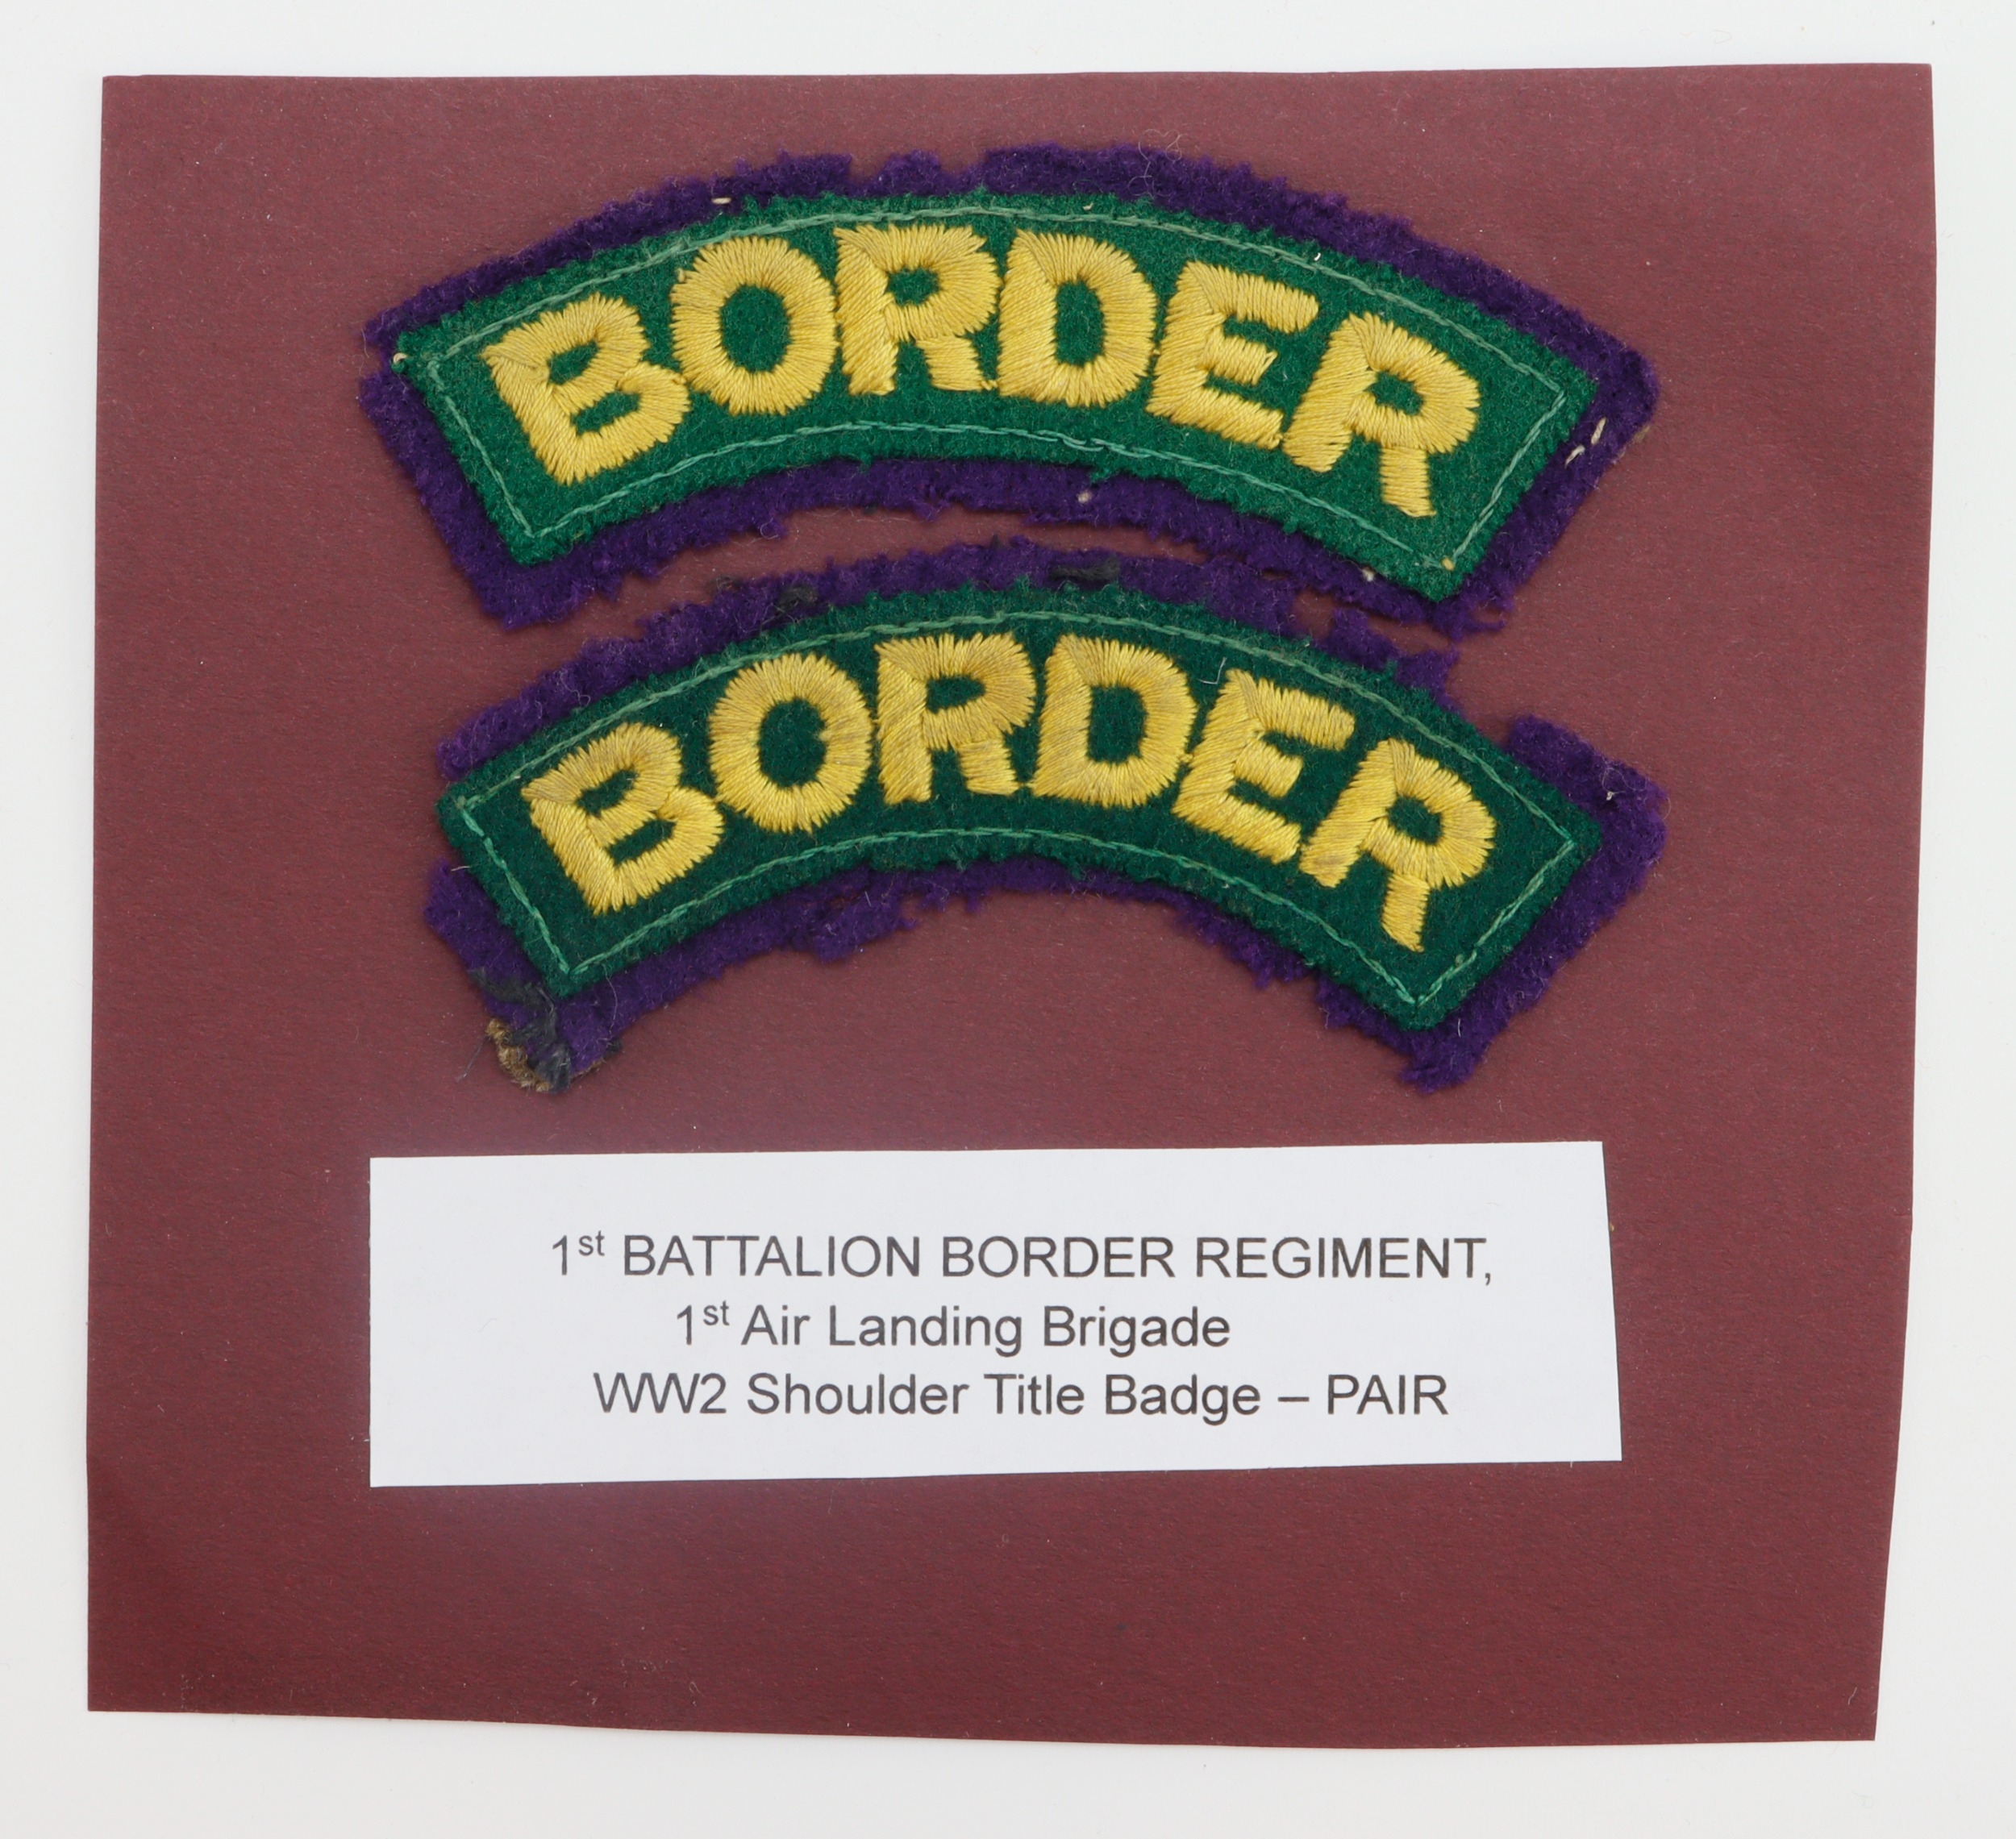 BORDER
BORDER
1st BATTALION BORDER REGIMENT,
1st Air Landing Brigade
WW2 Shoulder Title Badge – PAIR